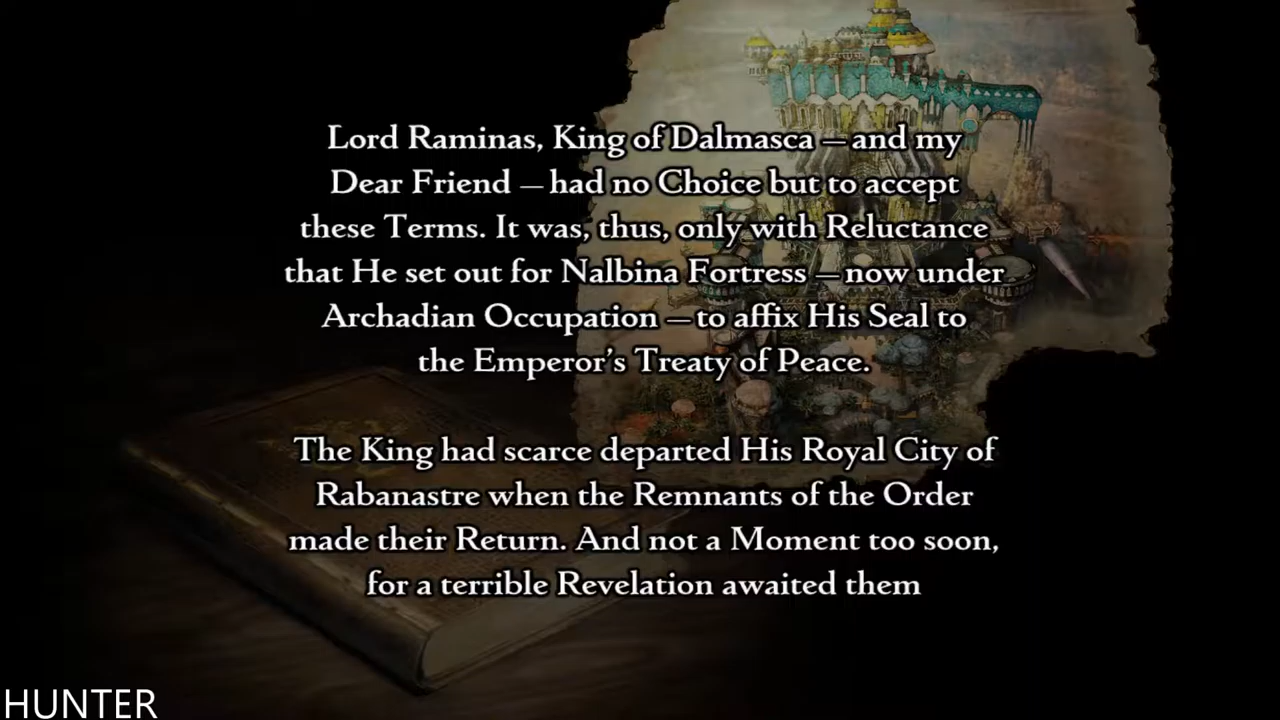 Lord Raminas, King of Dalmasca — and my
Dear Friend — had no Choice but to accept
these Terms. It was, thus, only with Reluctance
that He set out for Nalbina Fortress — now under
Archadian Occupation — to affix His Seal to
the Emperor's Treaty of Peace.
The King had scarce departed His Royal City of
Rabanastre when the Remnants of the Order
made their Return. And not a Moment too soon,
for a terrible Revelation awaited them
HUNTER